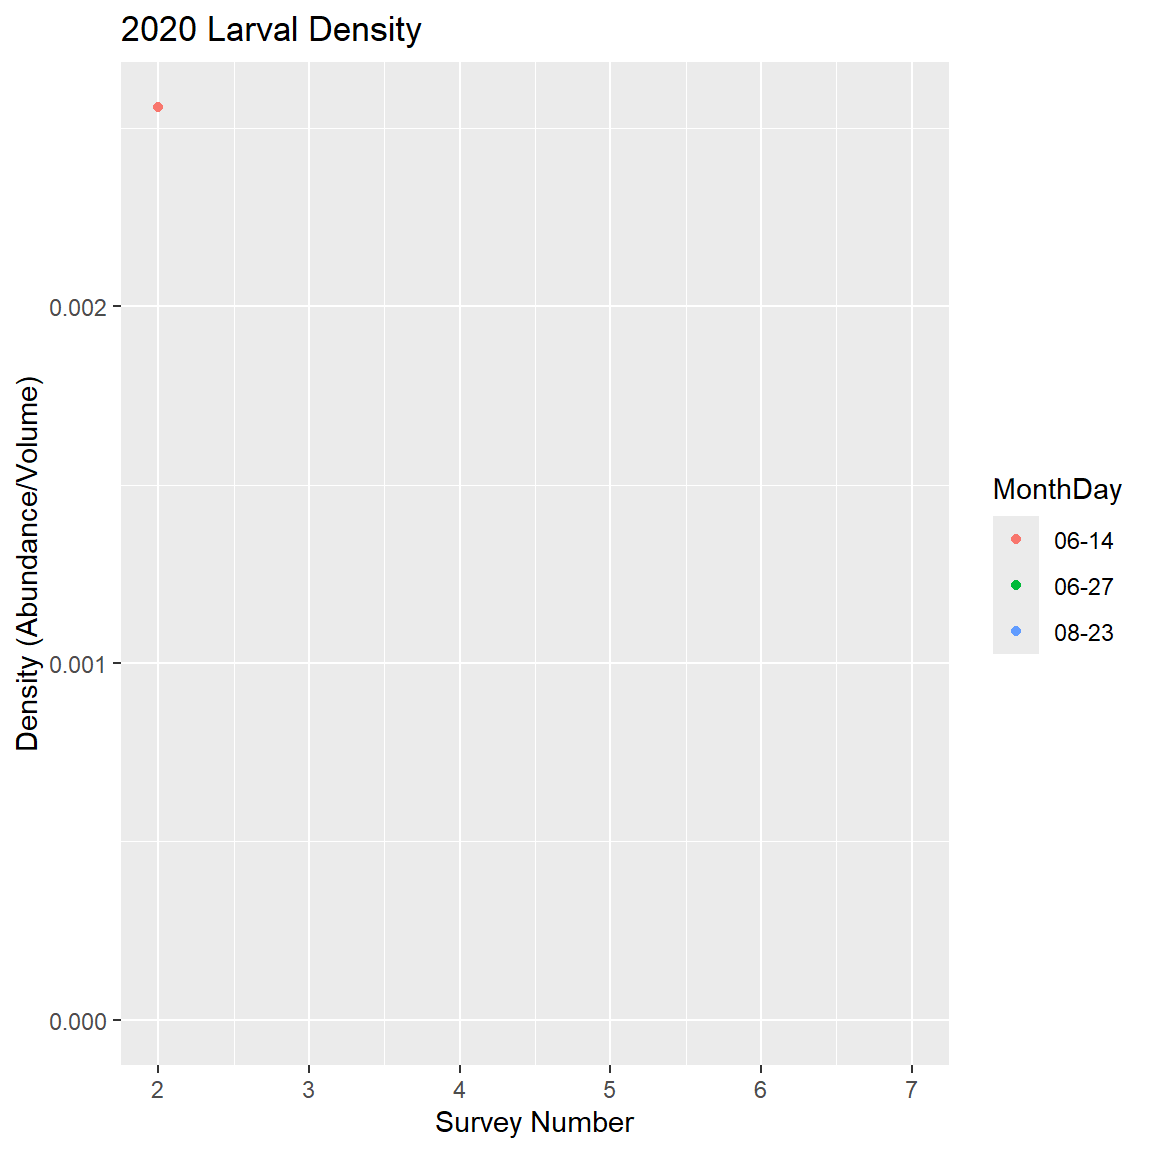 2020 Larval Density
Density (Abundance/Volume)
0.002
0.001
0.000
2 3 4 5 6 7
Survey Number
MonthDay
06-14
06-27
08-23